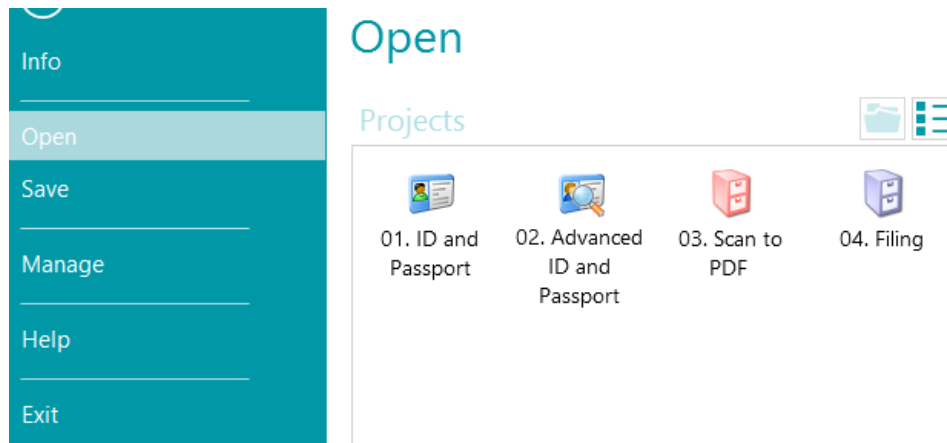 Info
Open
Save
Manage
Help
Exit
Open
Projects
01. ID and
Passport
02. Advanced
ID and
Passport
03. Scan to
PDF
04. Filing